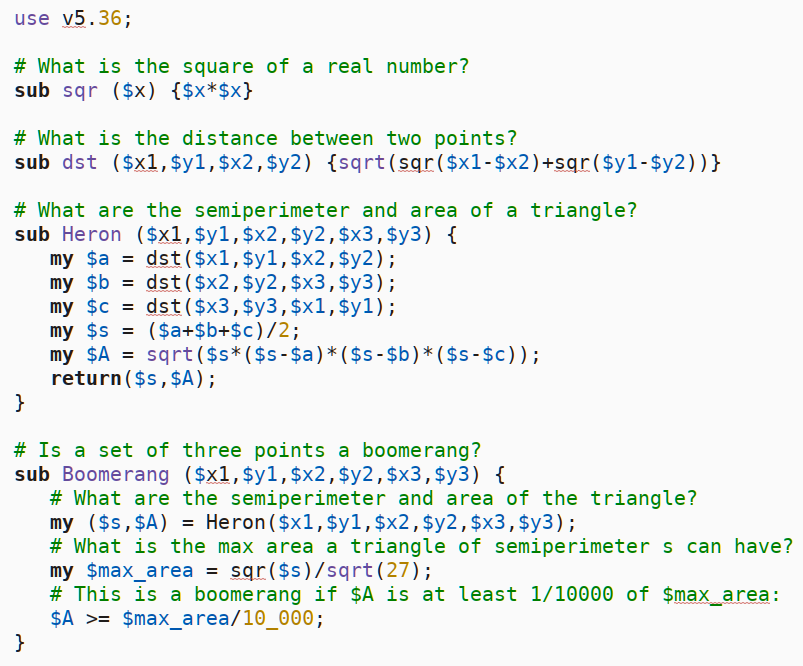 use v5.36;

# What is the square of a real number?
sub sqr ($x) {$x*$x}

# What is the distance between two points?
sub dst ($x1,$y1,$x2,$y2) {sqrt(sqr($x1-$x2)+sqr($y1-$y2))}

# What are the semiperimeter and area of a triangle?
sub Heron ($x1,$y1,$x2,$y2,$x3,$y3) {
   my $a = dst($x1,$y1,$x2,$y2);
   my $b = dst($x2,$y2,$x3,$y3);
   my $c = dst($x3,$y3,$x1,$y1);
   my $s = ($a+$b+$c)/2;
   my $A = sqrt($s*($s-$a)*($s-$b)*($s-$c));
   return($s,$A);
}

# Is a set of three points a boomerang?
sub Boomerang ($x1,$y1,$x2,$y2,$x3,$y3) {
   # What are the semiperimeter and area of the triangle?
   my ($s,$A) = Heron($x1,$y1,$x2,$y2,$x3,$y3);
   # What is the max area a triangle of semiperimeter s can have?
   my $max_area = sqr($s)/sqrt(27);
   # This is a boomerang if $A is at least 1/10000 of $max_area:
   $A >= $max_area/10_000;
}